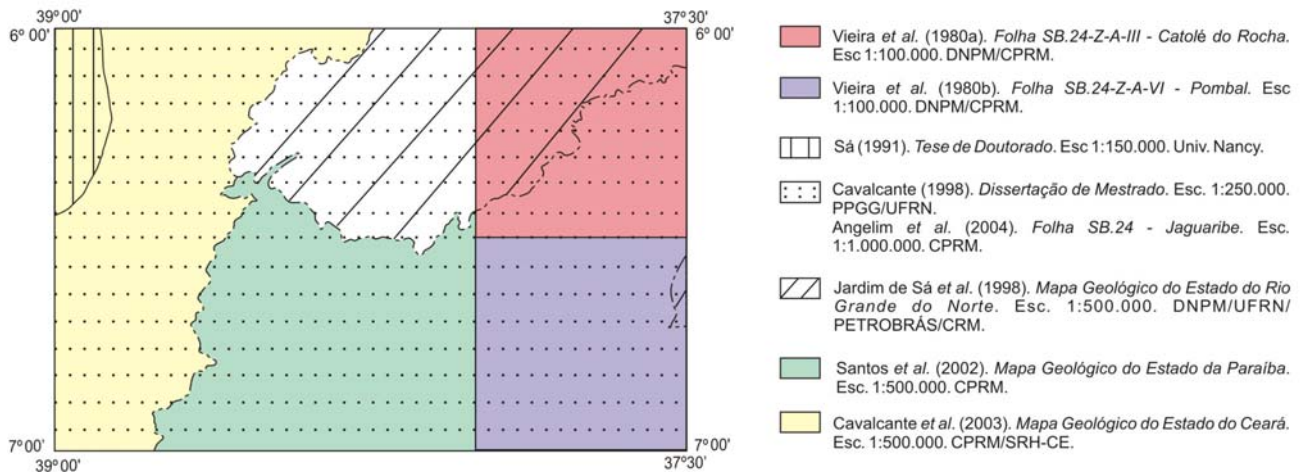 39º00'
37º30'
6º 00'
6º 00'
7º00'
7º00'
39º00'
37º30'
Vieira et al. (1980a). Folha SB.24-Z-A-III - Catolé do Rocha.
Esc 1:100.000. DNPM/CPRM.
Vieira et al. (1980b). Folha SB.24-Z-A-VI - Pombal. Esc
1:100.000. DNPM/CPRM.
Sá (1991). Tese de Doutorado. Esc 1:150.000. Univ. Nancy.
Cavalcante (1998). Dissertação de Mestrado. Esc. 1:250.000.
PPGG/UFRN.
Angelim et al. (2004). Folha SB.24 - Jaguaribe. Esc.
1:1.000.000. CPRM.
Jardim de Sá et al. (1998). Mapa Geológico do Estado do Rio
Grande do Norte. Esc. 1:500.000. DNPM/UFRN/
PETROBRÁS/CRM.
Santos et al. (2002). Mapa Geológico do Estado da Paraíba.
Esc. 1:500.000. CPRM.
Cavalcante et al. (2003). Mapa Geológico do Estado do Ceará.
Esc. 1:500.000. CPRM/SRH-CE.